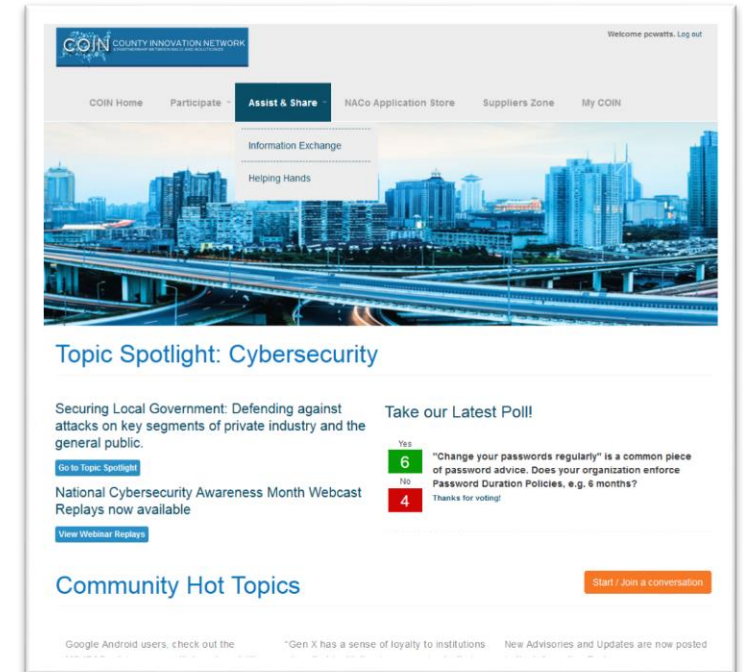 COIN COUNTY INNOVATION NETWORK
Welcome pcwatts. Log out
COIN Home Participate Assist & Share NACo Application Store Suppliers Zone My COIN
Information Exchange
Helping Hands
Topic Spotlight: Cybersecurity
Securing Local Government: Defending against
attacks on key segments of private industry and the
general public.
Go to Topic Spotlight
National Cybersecurity Awareness Month Webcast
Replays now available
View Webinar Replays
Take our Latest Poll!
Yes
6
No
4
"Change your passwords regularly" is a common piece
of password advice. Does your organization enforce
Password Duration Policies, e.g. 6 months?
Thanks for voting!
Community Hot Topics
Start / Join a conversation
Google Android users, check out the
"Gen X has a sense of loyalty to institutions
New Advisories and Updates are now posted